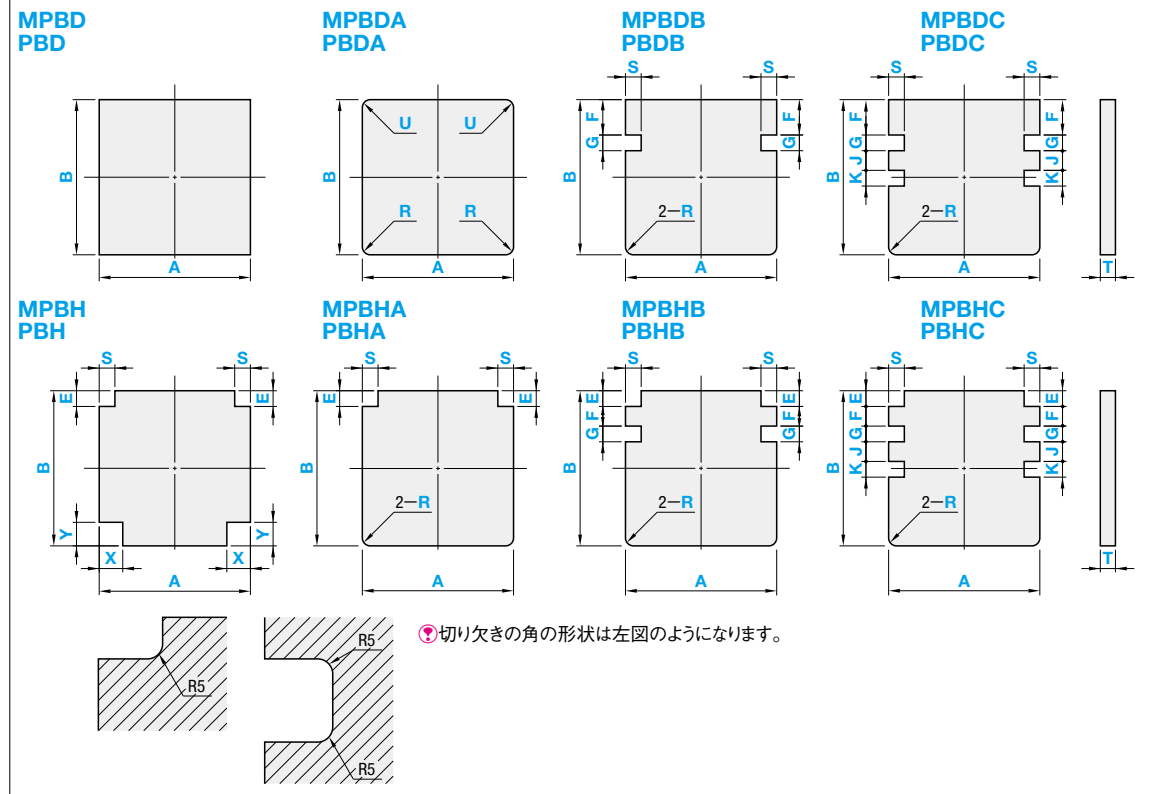 MPBD
PBD
B
A
MPBDA
PBDA
U
U
B
R
R
A
MPBDB
PBDB
S
S
F
F
G
G
B
2−R
A
MPBDC
PBDC
S
S
F
F
G
G
J
J
K
K
B
2−R
A
T
MPBH
PBH
S
S
E
E
B
Y
Y
X
X
A
MPBHA
PBHA
S
S
E
E
B
2−R
A
MPBHB
PBHB
S
S
E
E
F
F
G
G
B
2−R
A
MPBHC
PBHC
S
S
E
E
F
F
G
G
J
J
K
K
B
2−R
A
T
R5
R5
R5
切り欠きの角の形状は左図のようになります。